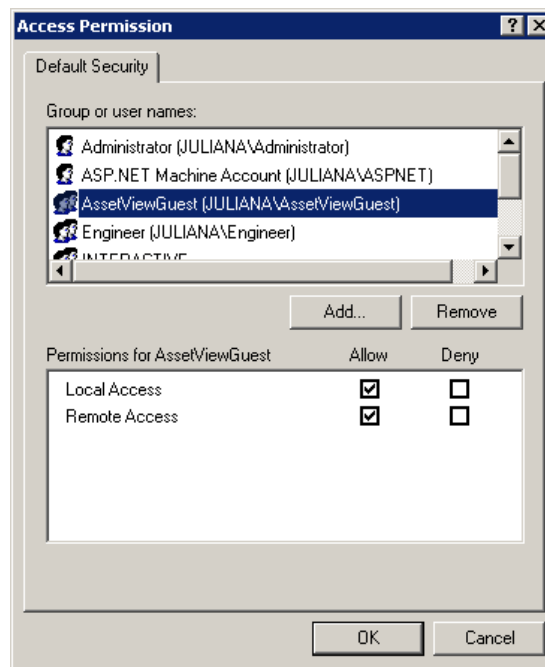 Access Permission
Default Security
Group or user names:
Administrator (JULIANA\Administrator)
ASP.NET Machine Account (JULIANA\ASPNET)
AssetViewGuest (JULIANA\AssetViewGuest)
Engineer (JULIANA\Engineer)
INTERACTIVE
Add... Remove
Permissions for AssetViewGuest Allow Deny
Local Access
Remote Access
OK Cancel